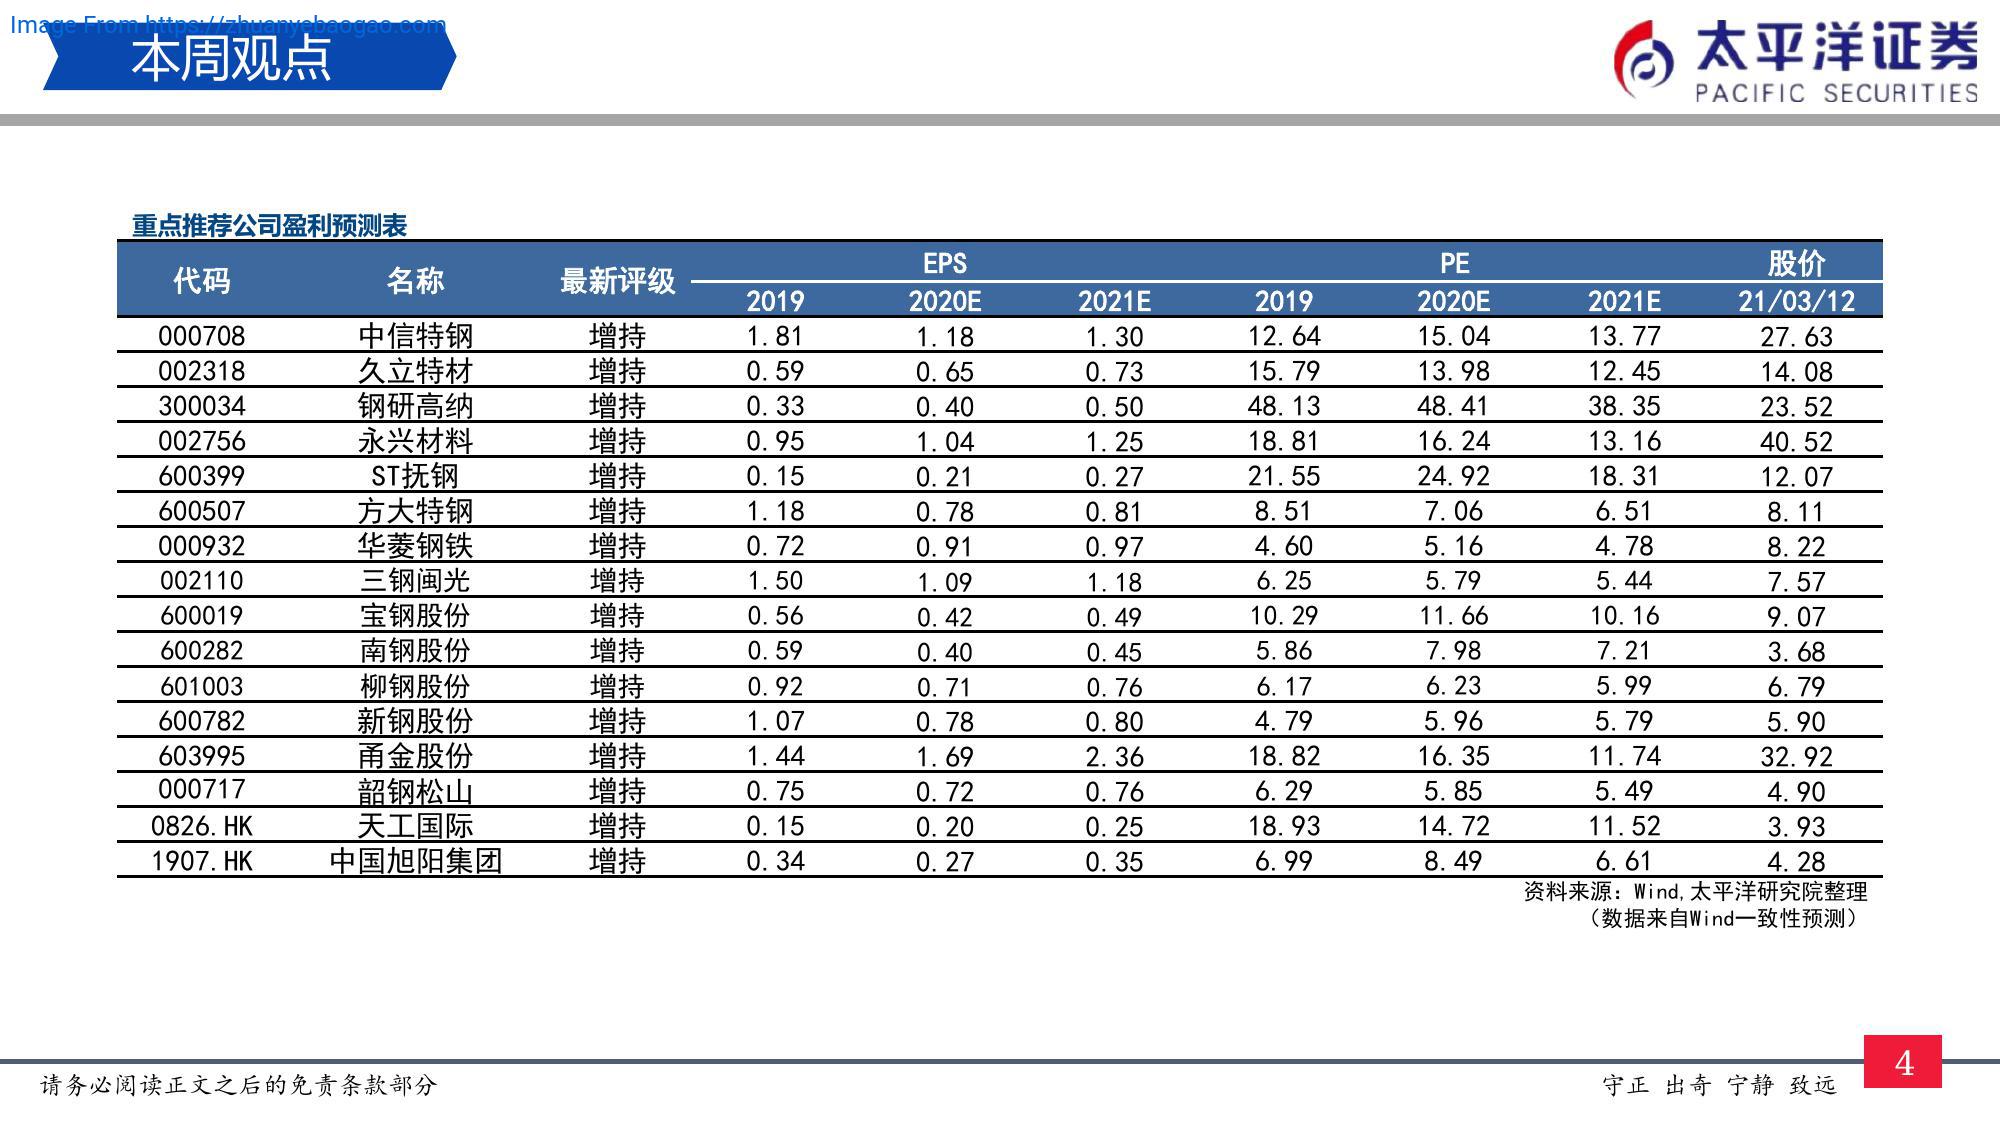 Image From https://zhuanyebaogao.com
本周观点
太平洋证券
PACIFIC SECURITIES
重点推荐公司盈利预测表
代码 名称 最新评级 EPS PE 股价
2019 2020E 2021E 2019 2020E 2021E 21/03/12
000708 中信特钢 增持 1.81 1.18 1.30 12.64 15.04 13.77 27.63
002318 久立特材 增持 0.59 0.65 0.73 15.79 13.98 12.45 14.08
300034 钢研高纳 增持 0.33 0.40 0.50 48.13 48.41 38.35 23.52
002756 永兴材料 增持 0.95 1.04 1.25 18.81 16.24 13.16 40.52
600399 ST抚钢 增持 0.15 0.21 0.27 21.55 24.92 18.31 12.07
600507 方大特钢 增持 1.18 0.78 0.81 8.51 7.06 6.51 8.11
000932 华菱钢铁 增持 0.72 0.91 0.97 4.60 5.16 4.78 8.22
002110 三钢闽光 增持 1.50 1.09 1.18 6.25 5.79 5.44 7.57
600019 宝钢股份 增持 0.56 0.42 0.49 10.29 11.66 10.16 9.07
600282 南钢股份 增持 0.59 0.40 0.45 5.86 7.98 7.21 3.68
601003 柳钢股份 增持 0.92 0.71 0.76 6.17 6.23 5.99 6.79
600782 新钢股份 增持 1.07 0.78 0.80 4.79 5.96 5.79 5.90
603995 甬金股份 增持 1.44 1.69 2.36 18.82 16.35 11.74 32.92
000717 韶钢松山 增持 0.75 0.72 0.76 6.29 5.85 5.49 4.90
0826.HK 天工国际 增持 0.15 0.20 0.25 18.93 14.72 11.52 3.93
1907.HK 中国旭阳集团 增持 0.34 0.27 0.35 6.99 8.49 6.61 4.28
资料来源：Wind,太平洋研究院整理
（数据来自Wind一致性预测）
请务必阅读正文之后的免责条款部分
守正 出奇 宁静 致远
4